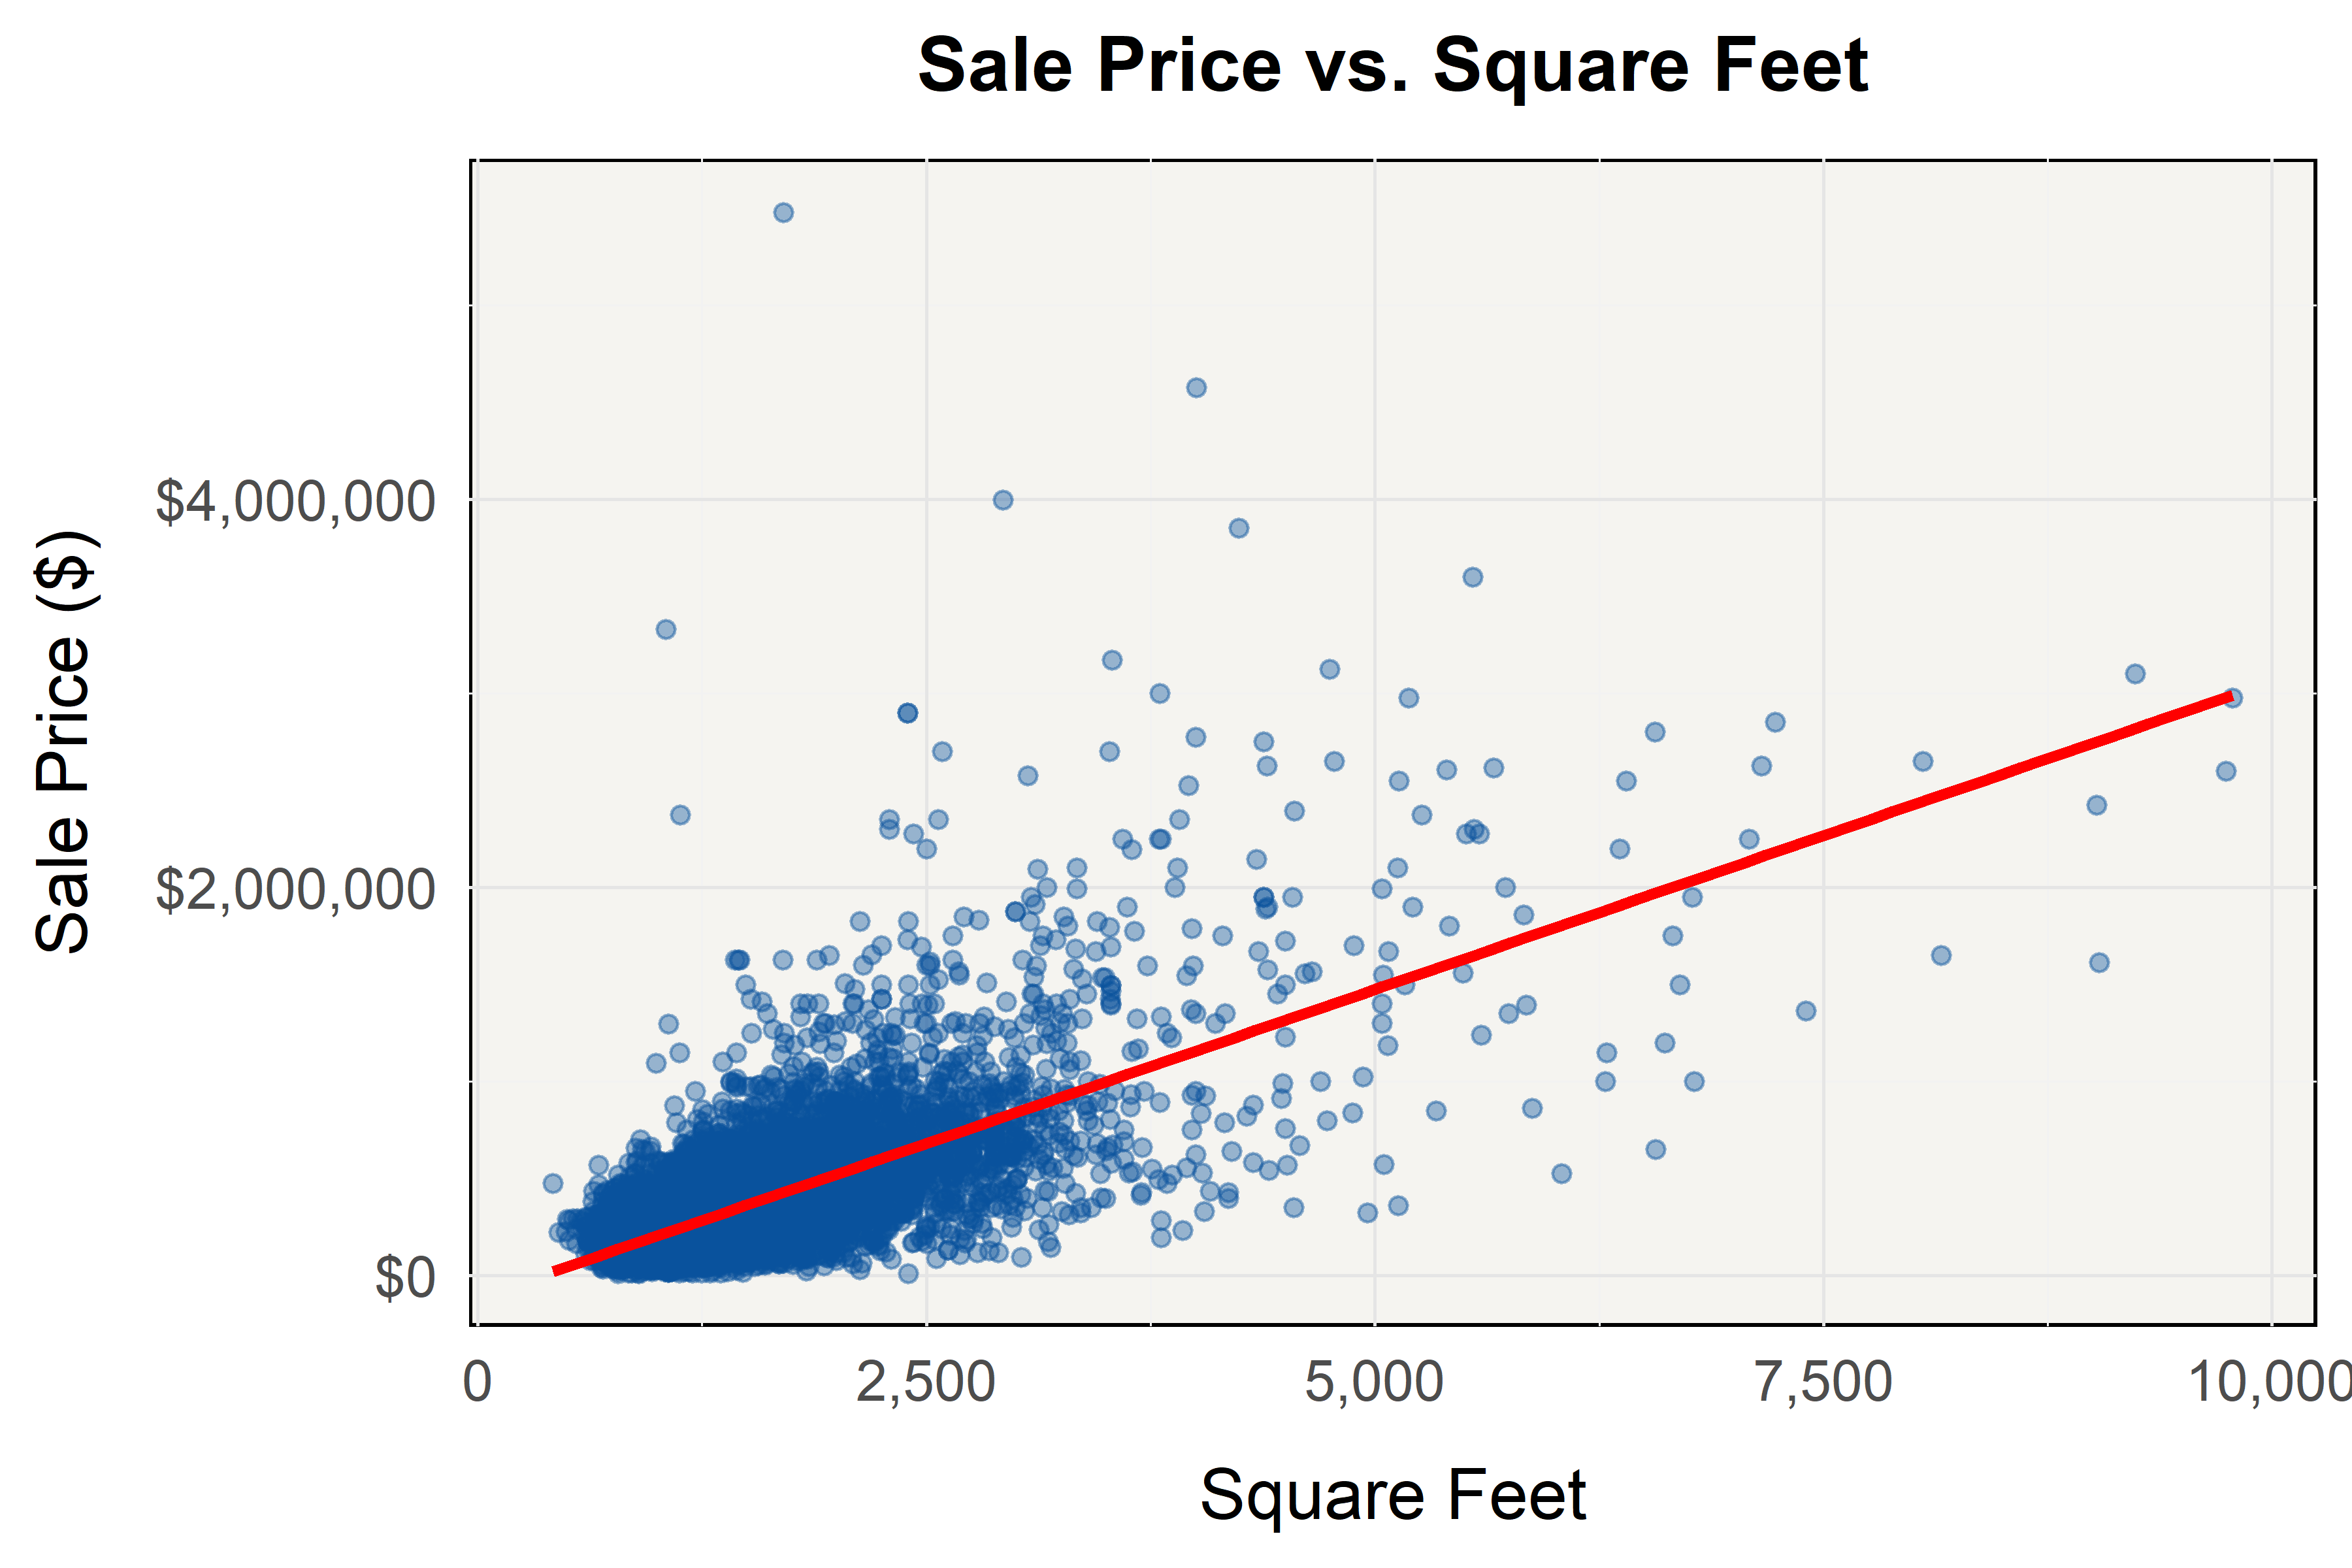 Sale Price vs. Square Feet
Sale Price ($)
$4,000,000
$2,000,000
$0
0
2,500
5,000
7,500
10,000
Square Feet